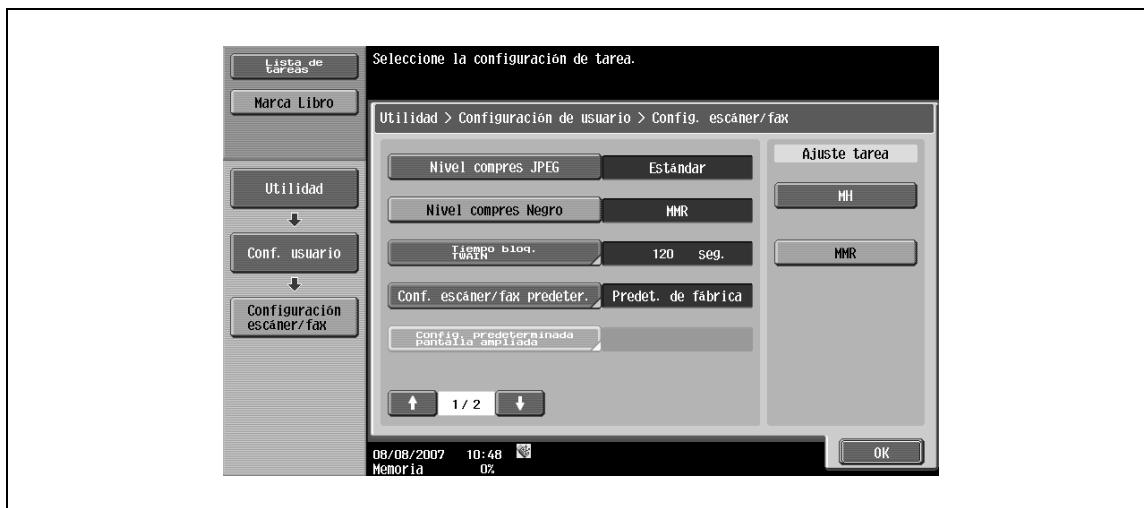 Lista de
tareas
Marca Libro
Utilidad
Conf. usuario
Configuración
escáner/fax
Seleccione la configuración de tarea.
Utilidad > Configuración de usuario > Config. escáner/fax
Nivel compres JPEG
Estándar
Nivel compres Negro
MMR
Tiempo bloq.
TWAIN
120 seg.
Conf. escáner/fax predeter.
Predet. de fábrica
Config. predeterminada
pantalla ampliada
1/ 2
Ajuste tarea
MH
MMR
08/08/2007 10:48
Memoria 0%
OK